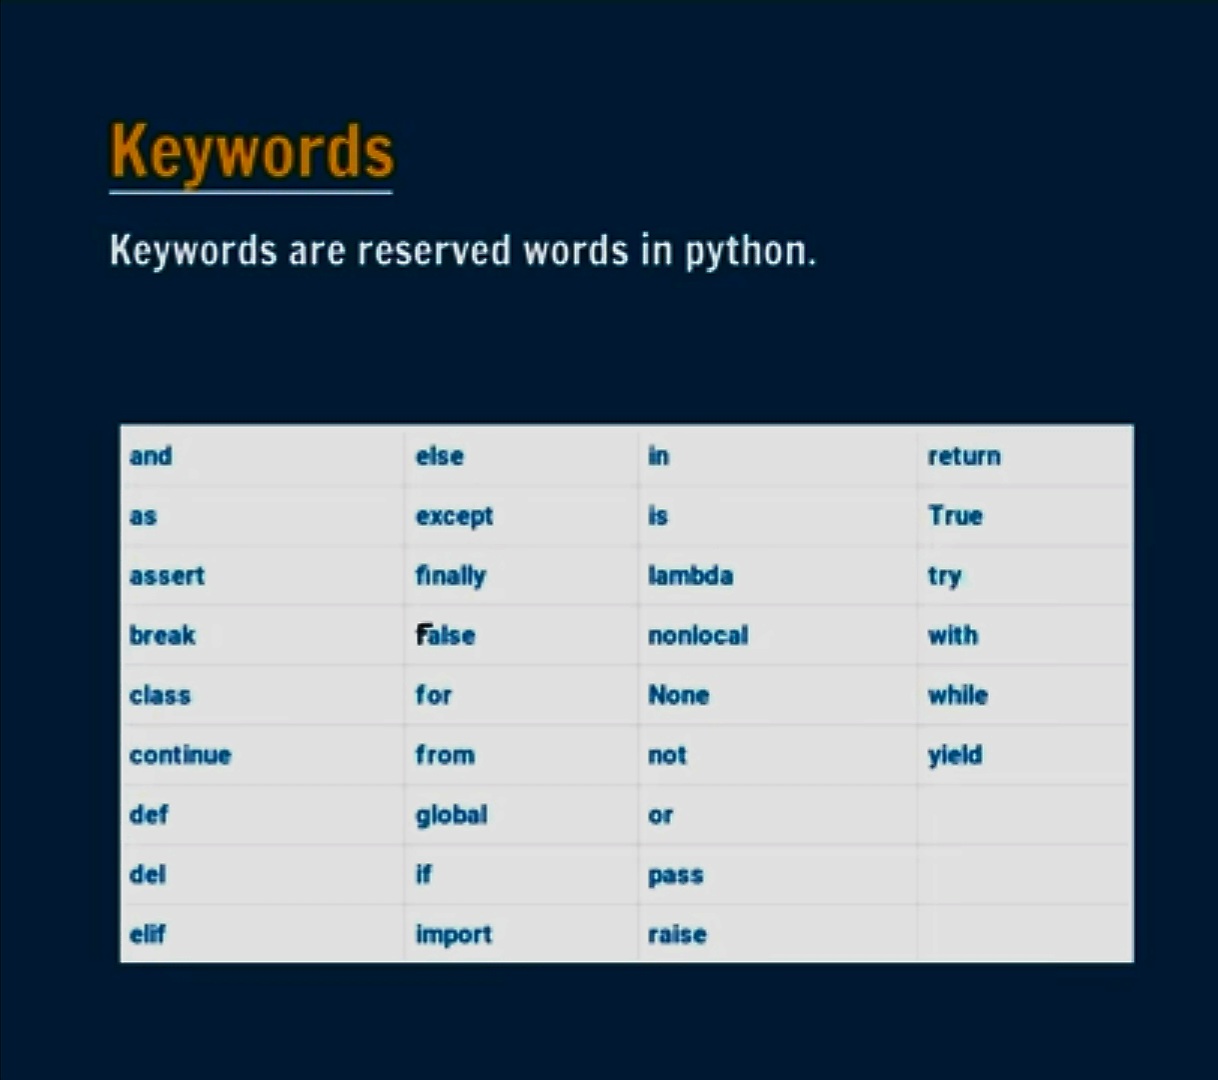 Keywords
Keywords are reserved words in python.
and else in return
as except is True
assert finally lambda try
break False nonlocal with
class for None while
continue from not yield
def global or
del if pass
elif import raise